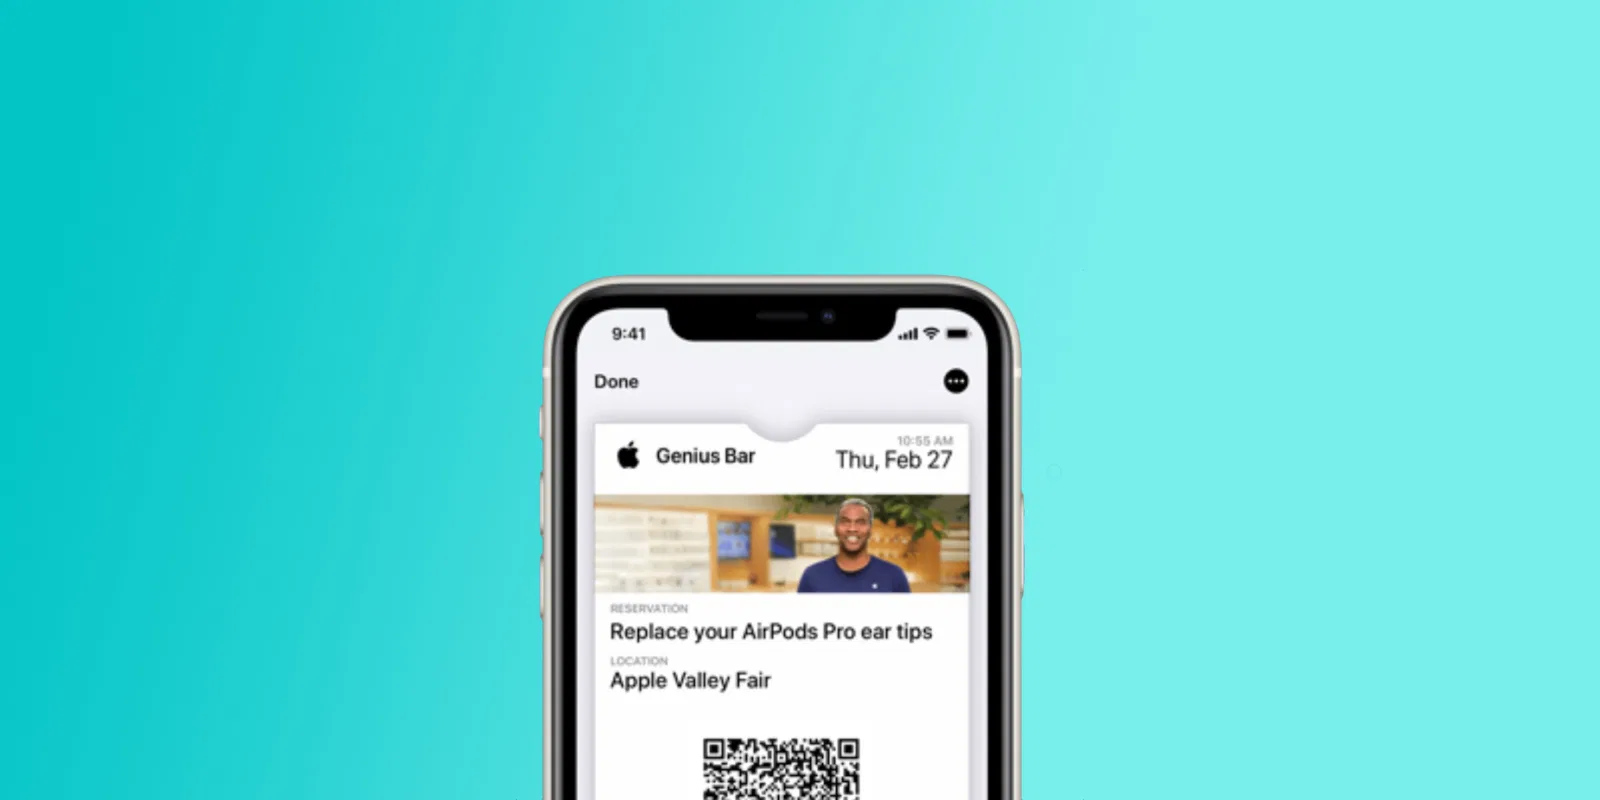 9:41
Done
Genius Bar
10:55 AM
Thu, Feb 27
RESERVATION
Replace your AirPods Pro ear tips
LOCATION
Apple Valley Fair